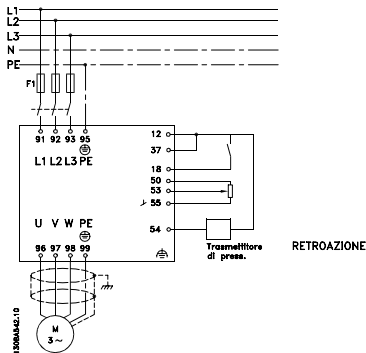 L1
L2
L3
N
PE
F1
91 92 93 95
L1 L2 L3 PE
U V W PE
96 97 98 99
12
37
18
50
53
55
54
Trasmettitore
di press.
RETROAZIONE
M
3~
130BA542.10